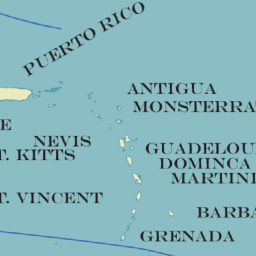 PUERTO RICO
ANTIGUA
MONSTERRA
E
NEVIS
T. KITTS
GUADELOU
DOMINCA
MARTINI
T. VINCENT
BARBA
GRENADA